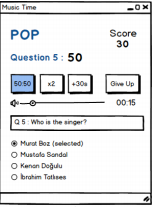 Music Time
POP
Score
30
Question 5 : 50
50:50
x2
+30s
Give Up
00:15
Q 5 : Who is the singer?
Murat Boz (selected)
Mustafa Sandal
Kenan Doğulu
İbrahim Tatlıses